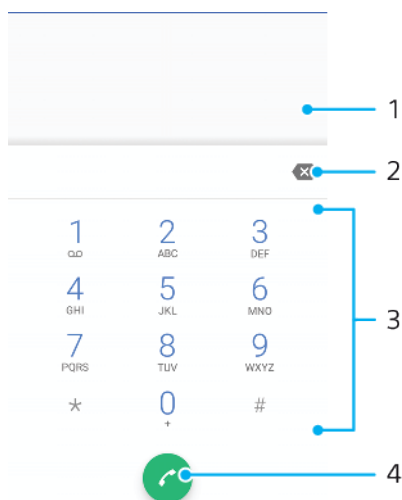 1
2
1 2 3
ABC DEF
4 5 6
GHI JKL MNO
3
7 8 9
PQRS TUV WXYZ
* 0 #
+
4